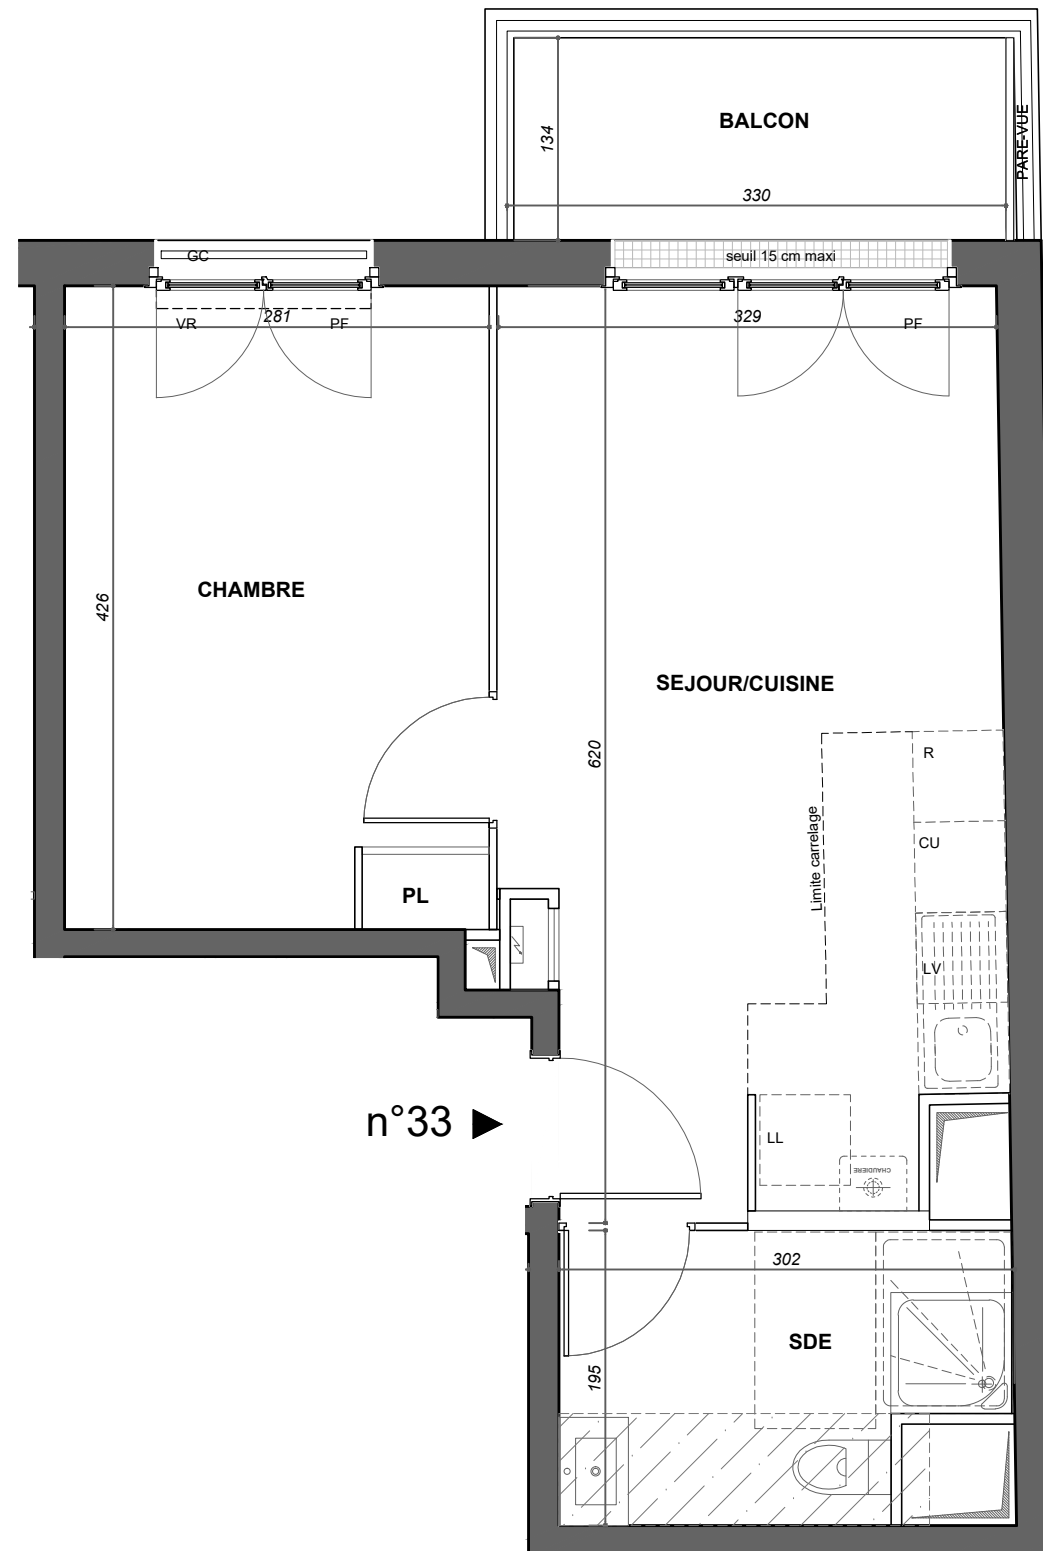 BALCON
PARE-VUE
134
330
GC
seuil 15 cm maxi
VR
281
PF
329
PF
CHAMBRE
426
SEJOUR/CUISINE
620
R
Limite carrelage
CU
PL
LV
n°33
LL
CHAUDIERE
302
SDE
195